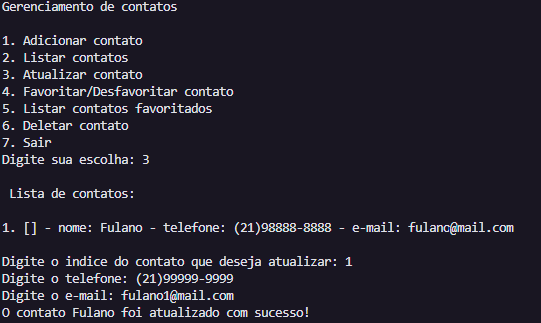 Gerenciamento de contatos
1. Adicionar contato
2. Listar contatos
3. Atualizar contato
4. Favoritar/Desfavoritar contato
5. Listar contatos favoritados
6. Deletar contato
7. Sair
Digite sua escolha: 3
Lista de contatos:
1. [] - nome: Fulano - telefone: (21)98888-8888 - e-mail: fulano@mail.com
Digite o indice do contato que deseja atualizar: 1
Digite o telefone: (21)99999-9999
Digite o e-mail: fulano1@mail.com
O contato Fulano foi atualizado com sucesso!